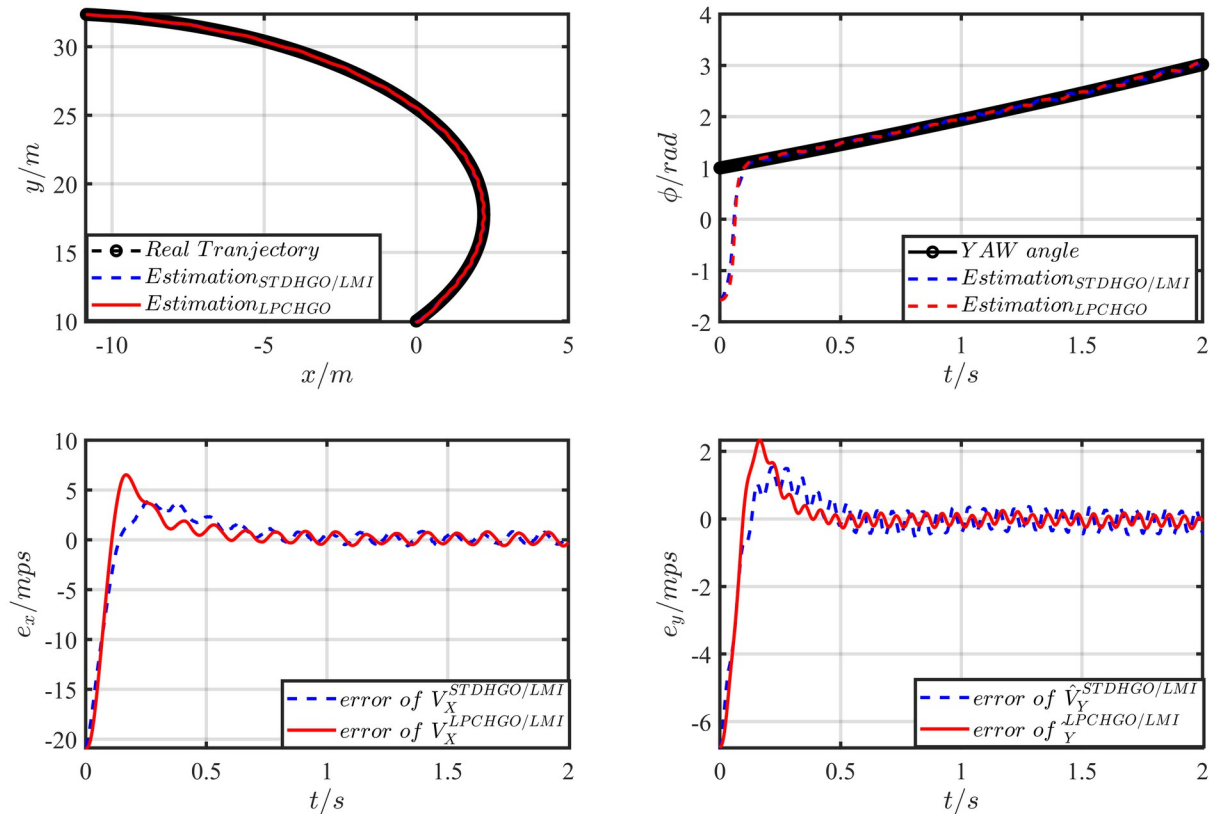 30
25
20
15
10
y/m
-10
-5
0
5
x/m
Real Tranjectory
Estimation_STDHGO/LMI
Estimation_LPCHGO
4
3
2
1
0
-1
-2
ϕ/rad
0
0.5
1
1.5
2
t/s
YAW angle
Estimation_STDHGO/LMI
Estimation_LPCHGO
10
5
0
-5
-10
-15
-20
e_x/mps
0
0.5
1
1.5
2
t/s
error of V_X^STDHGO/LMI
error of V_X^LPCHGO/LMI
2
0
-2
-4
-6
e_y/mps
0
0.5
1
1.5
2
t/s
error of V̂_Y^STDHGO/LMI
error of _Y^LPCHGO/LMI